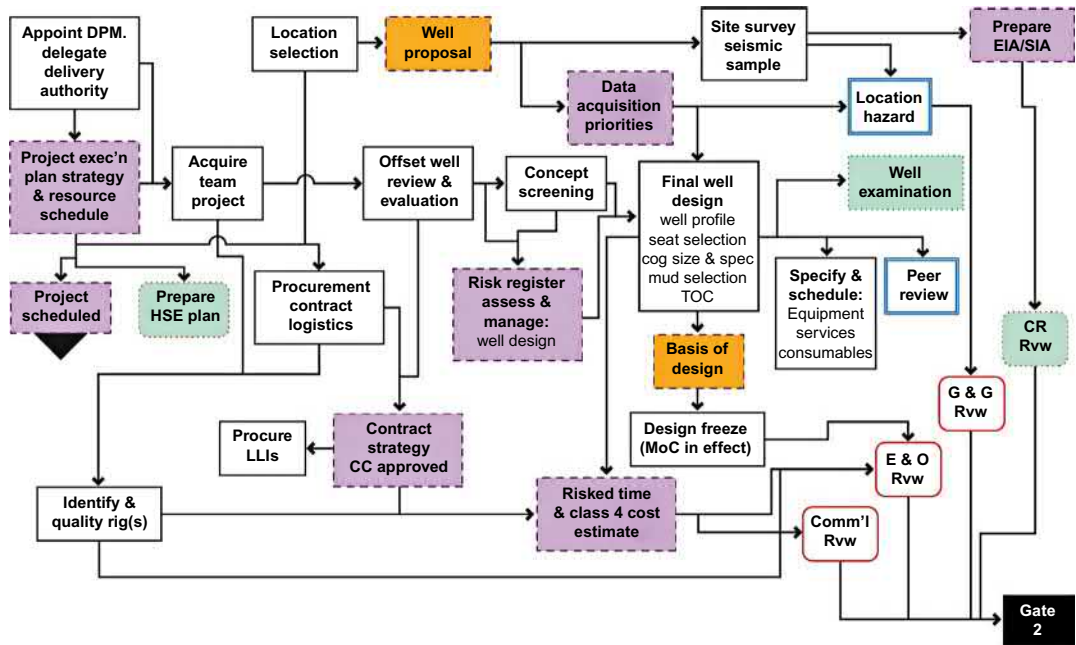 Appoint DPM.
delegate
delivery
authority
Location
selection
Well
proposal
Site survey
seismic
sample
Prepare
EIA/SIA
Data
acquisition
priorities
Location
hazard
Project exec'n
plan strategy
& resource
schedule
Acquire
team
project
Offset well
review &
evaluation
Concept
screening
Final well
design
well profile
seat selection
cog size & spec
mud selection
TOC
Well
examination
Project
scheduled
Prepare
HSE plan
Procurement
contract
logistics
Risk register
assess &
manage:
well design
Specify &
schedule:
Equipment
services
consumables
Peer
review
CR
Rvw
Basis of
design
G & G
Rvw
Procure
LLIs
Contract
strategy
CC approved
Design freeze
(MoC in effect)
E & O
Rvw
Identify &
quality rig(s)
Risked time
& class 4 cost
estimate
Comm'l
Rvw
Gate
2